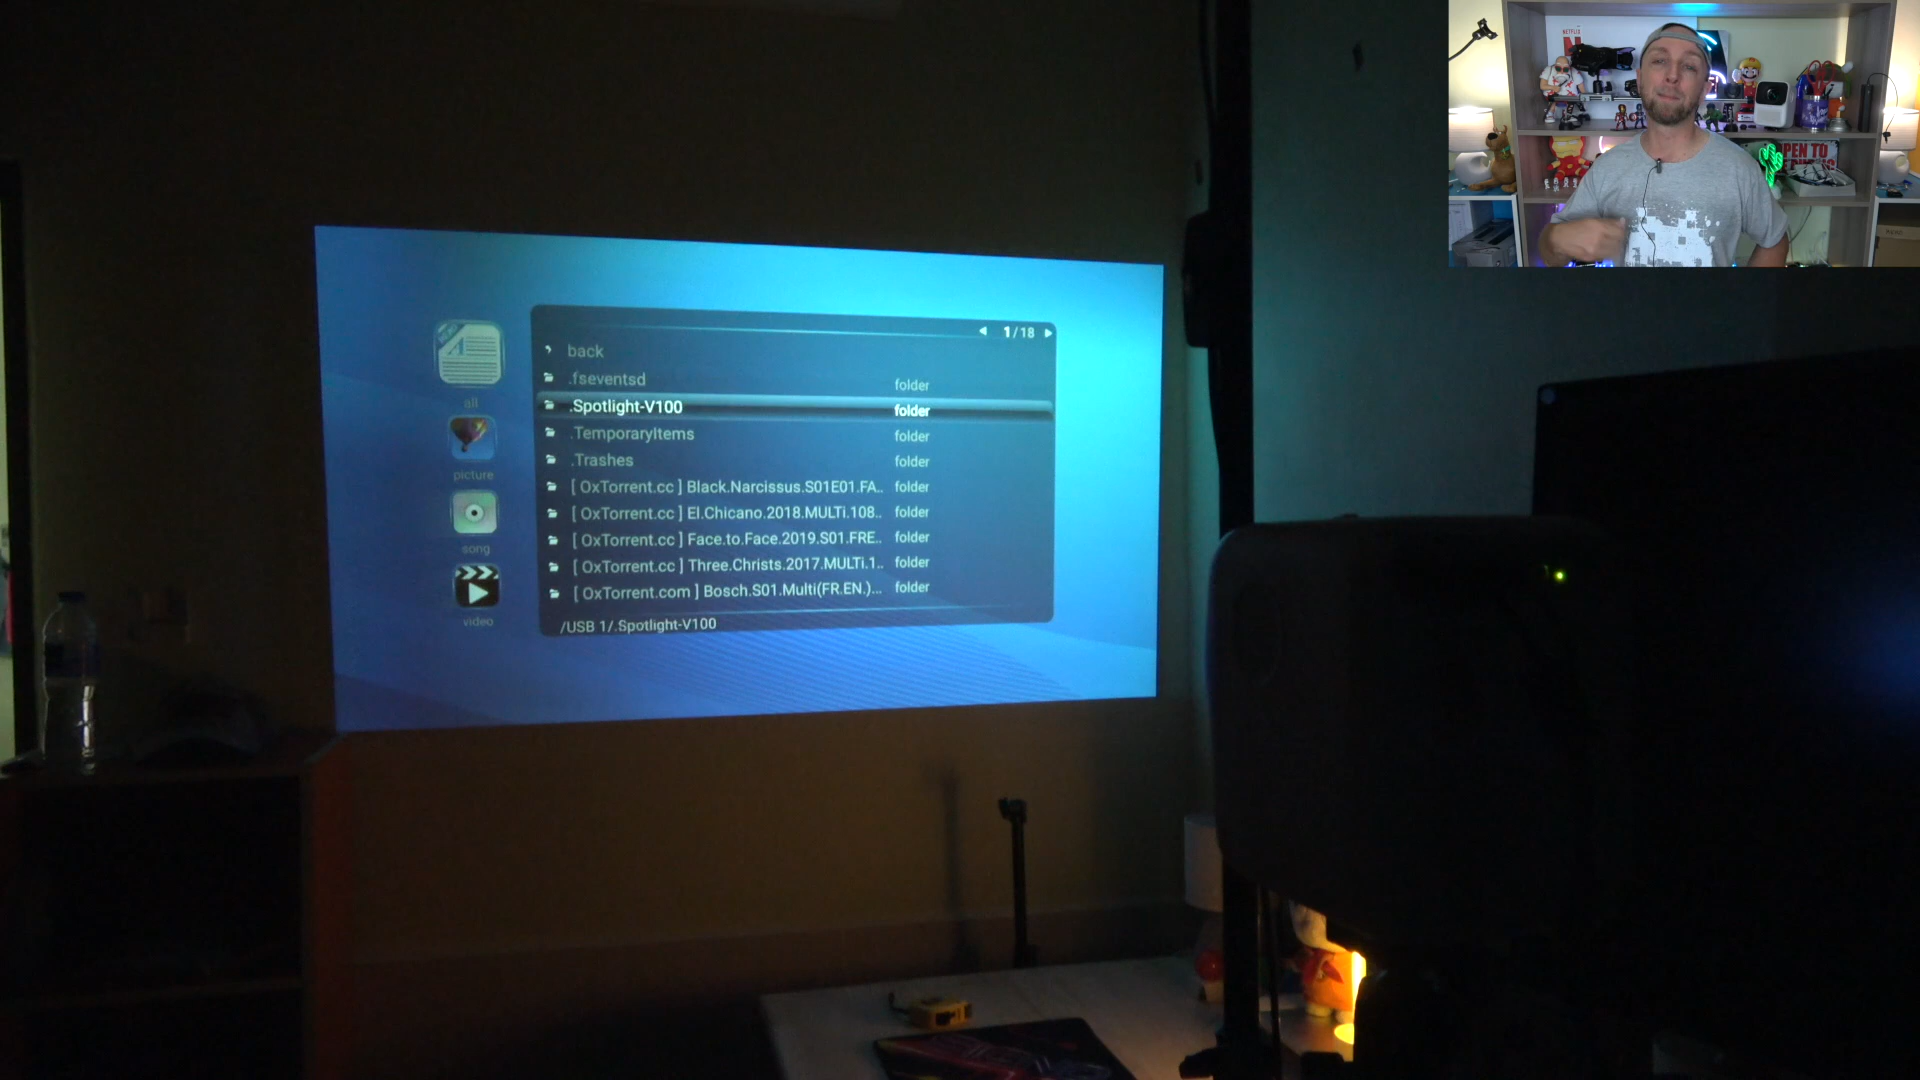 1/18
back
.fseventsd folder
.Spotlight-V100 folder
.TemporaryItems folder
.Trashes folder
[ OxTorrent.cc ] Black.Narcissus.S01E01.FA.. folder
[ OxTorrent.cc ] El.Chicano.2018.MULTi.108.. folder
[ OxTorrent.cc ] Face.to.Face.2019.S01.FRE.. folder
[ OxTorrent.cc ] Three.Christs.2017.MULTi.1.. folder
[ OxTorrent.com ] Bosch.S01.Multi(FR.EN.)... folder
/USB 1/.Spotlight-V100
all
picture
song
video
NETFLIX
N
OPEN TO